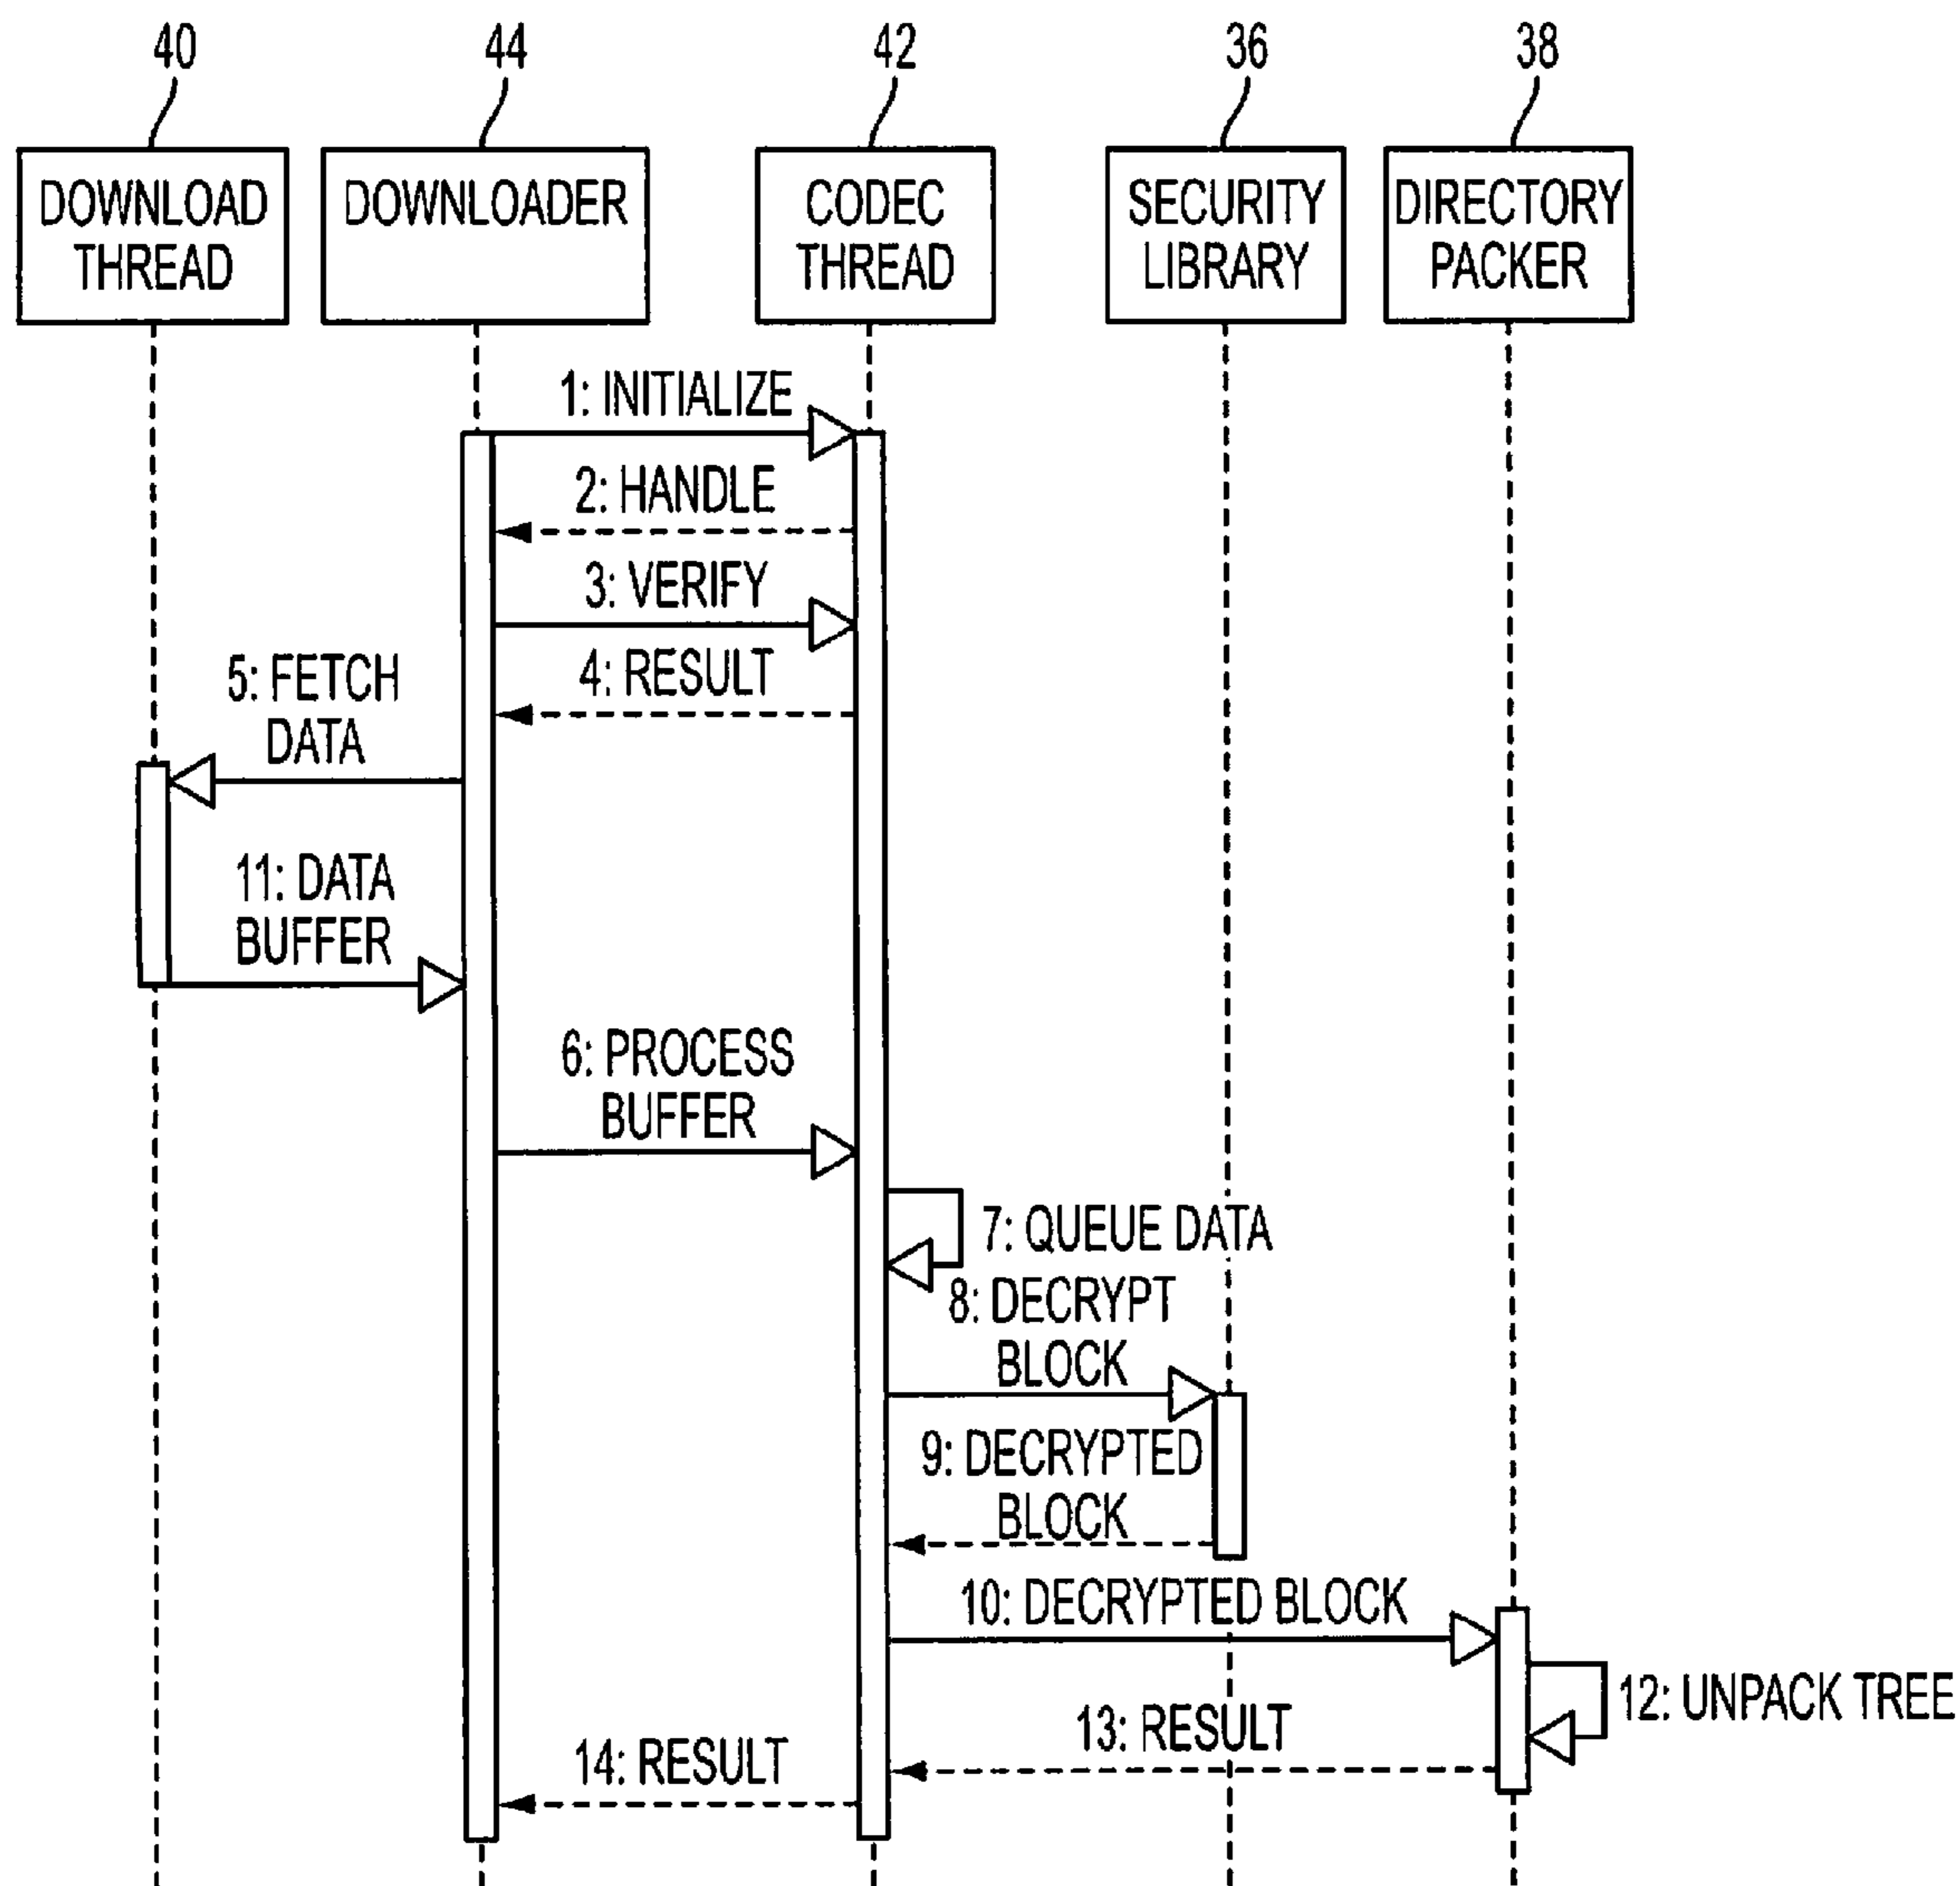 40
44
42
36
38
DOWNLOAD
THREAD
DOWNLOADER
CODEC
THREAD
SECURITY
LIBRARY
DIRECTORY
PACKER
1: INITIALIZE
2: HANDLE
3: VERIFY
4: RESULT
5: FETCH
DATA
11: DATA
BUFFER
6: PROCESS
BUFFER
7: QUEUE DATA
8: DECRYPT
BLOCK
9: DECRYPTED
BLOCK
10: DECRYPTED BLOCK
12: UNPACK TREE
13: RESULT
14: RESULT